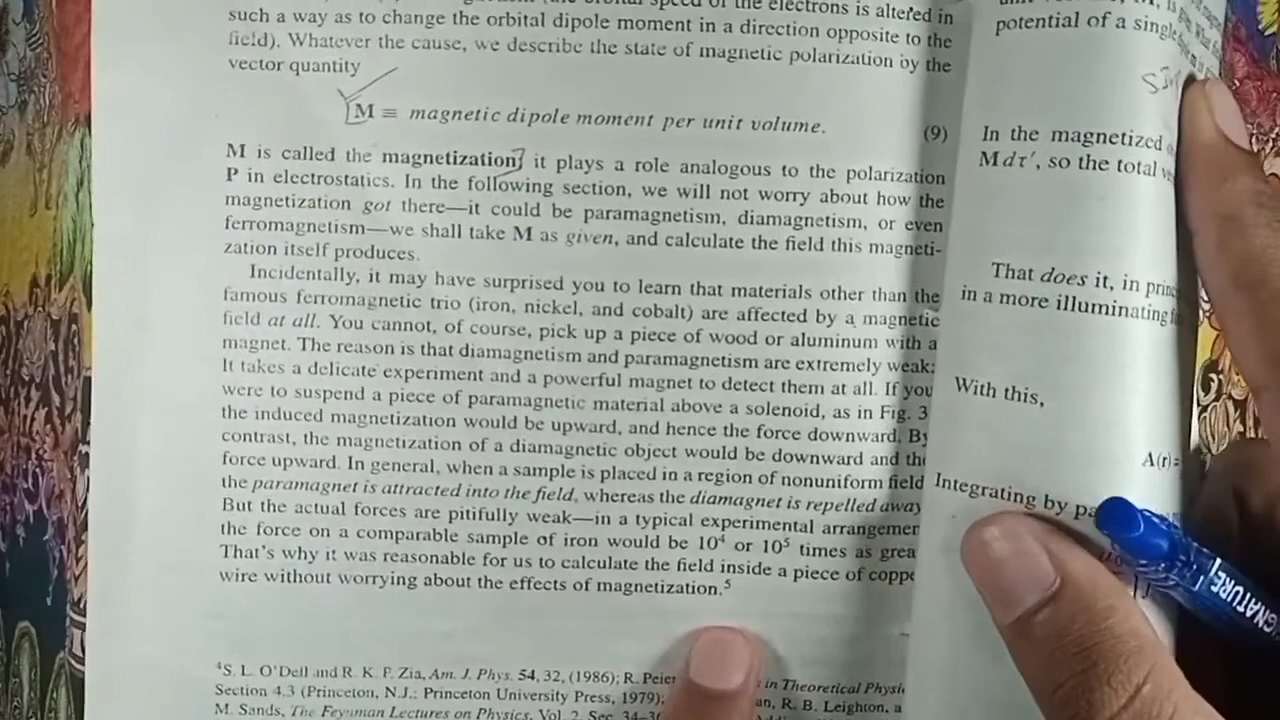 the electrons is altered in
such a way as to change the orbital dipole moment in a direction opposite to the
field). Whatever the cause, we describe the state of magnetic polarization by the
vector quantity
M ≡ magnetic dipole moment per unit volume.
(9)
M is called the magnetization; it plays a role analogous to the polarization
P in electrostatics. In the following section, we will not worry about how the
magnetization got there—it could be paramagnetism, diamagnetism, or even
ferromagnetism—we shall take M as given, and calculate the field this magneti-
zation itself produces.
Incidentally, it may have surprised you to learn that materials other than the
famous ferromagnetic trio (iron, nickel, and cobalt) are affected by a magnetic
field at all. You cannot, of course, pick up a piece of wood or aluminum with a
magnet. The reason is that diamagnetism and paramagnetism are extremely weak:
It takes a delicate experiment and a powerful magnet to detect them at all. If you
were to suspend a piece of paramagnetic material above a solenoid, as in Fig. 3
the induced magnetization would be upward, and hence the force downward. By
contrast, the magnetization of a diamagnetic object would be downward and the
force upward. In general, when a sample is placed in a region of nonuniform field
the paramagnet is attracted into the field, whereas the diamagnet is repelled away
But the actual forces are pitifully weak—in a typical experimental arrangemen
the force on a comparable sample of iron would be 10⁴ or 10⁵ times as grea
That's why it was reasonable for us to calculate the field inside a piece of coppe
wire without worrying about the effects of magnetization.⁵
⁴S. L. O'Dell and R. K. F. Zia, Am. J. Phys. 54, 32, (1986); R. Peier s in Theoretical Physi
Section 4.3 (Princeton, N.J.: Princeton University Press, 1979); an, R. B. Leighton, a
M. Sands, The Feynman Lectures on Physics, Vol. 2, Sec. 34–36
potential of a single
In the magnetized
M dτ′, so the total
That does it, in princ
in a more illuminating
With this,
A(r) =
Integrating by pa
GNATURE